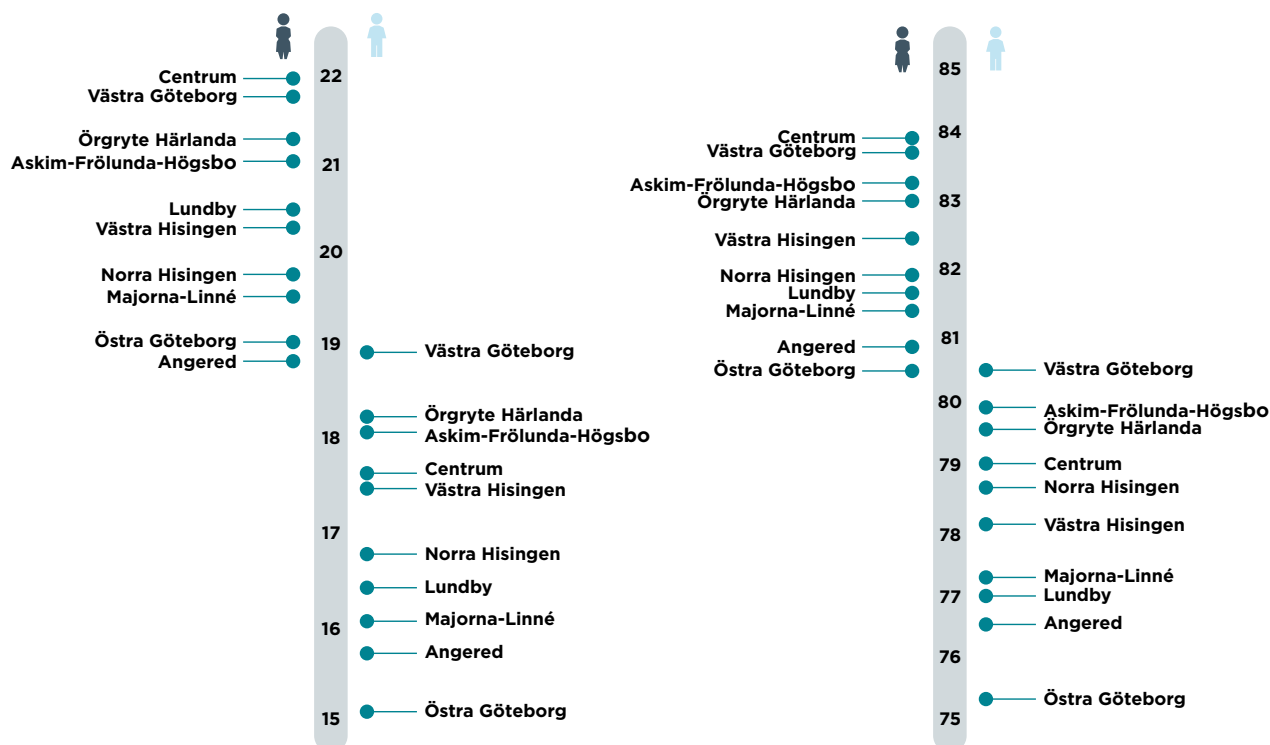 Centrum
Västra Göteborg
Örgryte Härlanda
Askim-Frölunda-Högsbo
Lundby
Västra Hisingen
Norra Hisingen
Majorna-Linné
Östra Göteborg
Angered
22
21
20
19
18
17
16
15
Västra Göteborg
Örgryte Härlanda
Askim-Frölunda-Högsbo
Centrum
Västra Hisingen
Norra Hisingen
Lundby
Majorna-Linné
Angered
Östra Göteborg
Centrum
Västra Göteborg
Askim-Frölunda-Högsbo
Örgryte Härlanda
Västra Hisingen
Norra Hisingen
Lundby
Majorna-Linné
Angered
Östra Göteborg
85
84
83
82
81
80
79
78
77
76
75
Västra Göteborg
Askim-Frölunda-Högsbo
Örgryte Härlanda
Centrum
Norra Hisingen
Västra Hisingen
Majorna-Linné
Lundby
Angered
Östra Göteborg